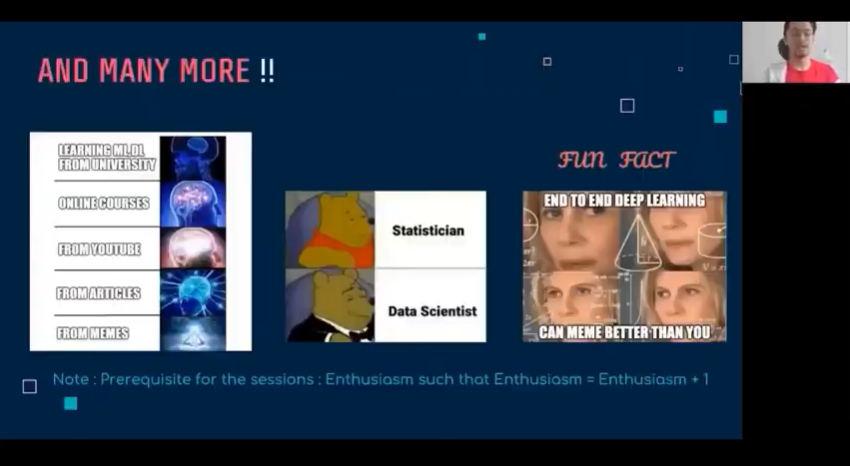 AND MANY MORE !!
LEARNING ML,DL
FROM UNIVERSITY
ONLINE COURSES
FROM YOUTUBE
FROM ARTICLES
FROM MEMES
Statistician
Data Scientist
FUN FACT
END TO END DEEP LEARNING
CAN MEME BETTER THAN YOU
Note : Prerequisite for the sessions : Enthusiasm such that Enthusiasm = Enthusiasm + 1